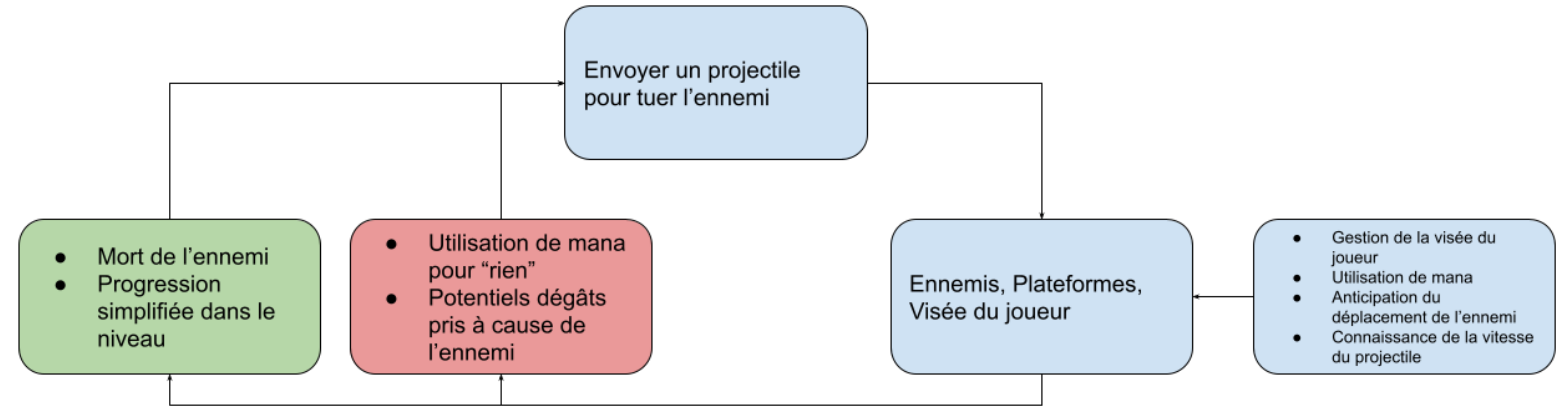 Envoyer un projectile
pour tuer l’ennemi
● Mort de l’ennemi
● Progression
simplifiée dans le
niveau
● Utilisation de mana
pour “rien”
● Potentiels dégâts
pris à cause de
l’ennemi
Ennemis, Plateformes,
Visée du joueur
● Gestion de la visée du
joueur
● Utilisation de mana
● Anticipation du
déplacement de l’ennemi
● Connaissance de la vitesse
du projectile